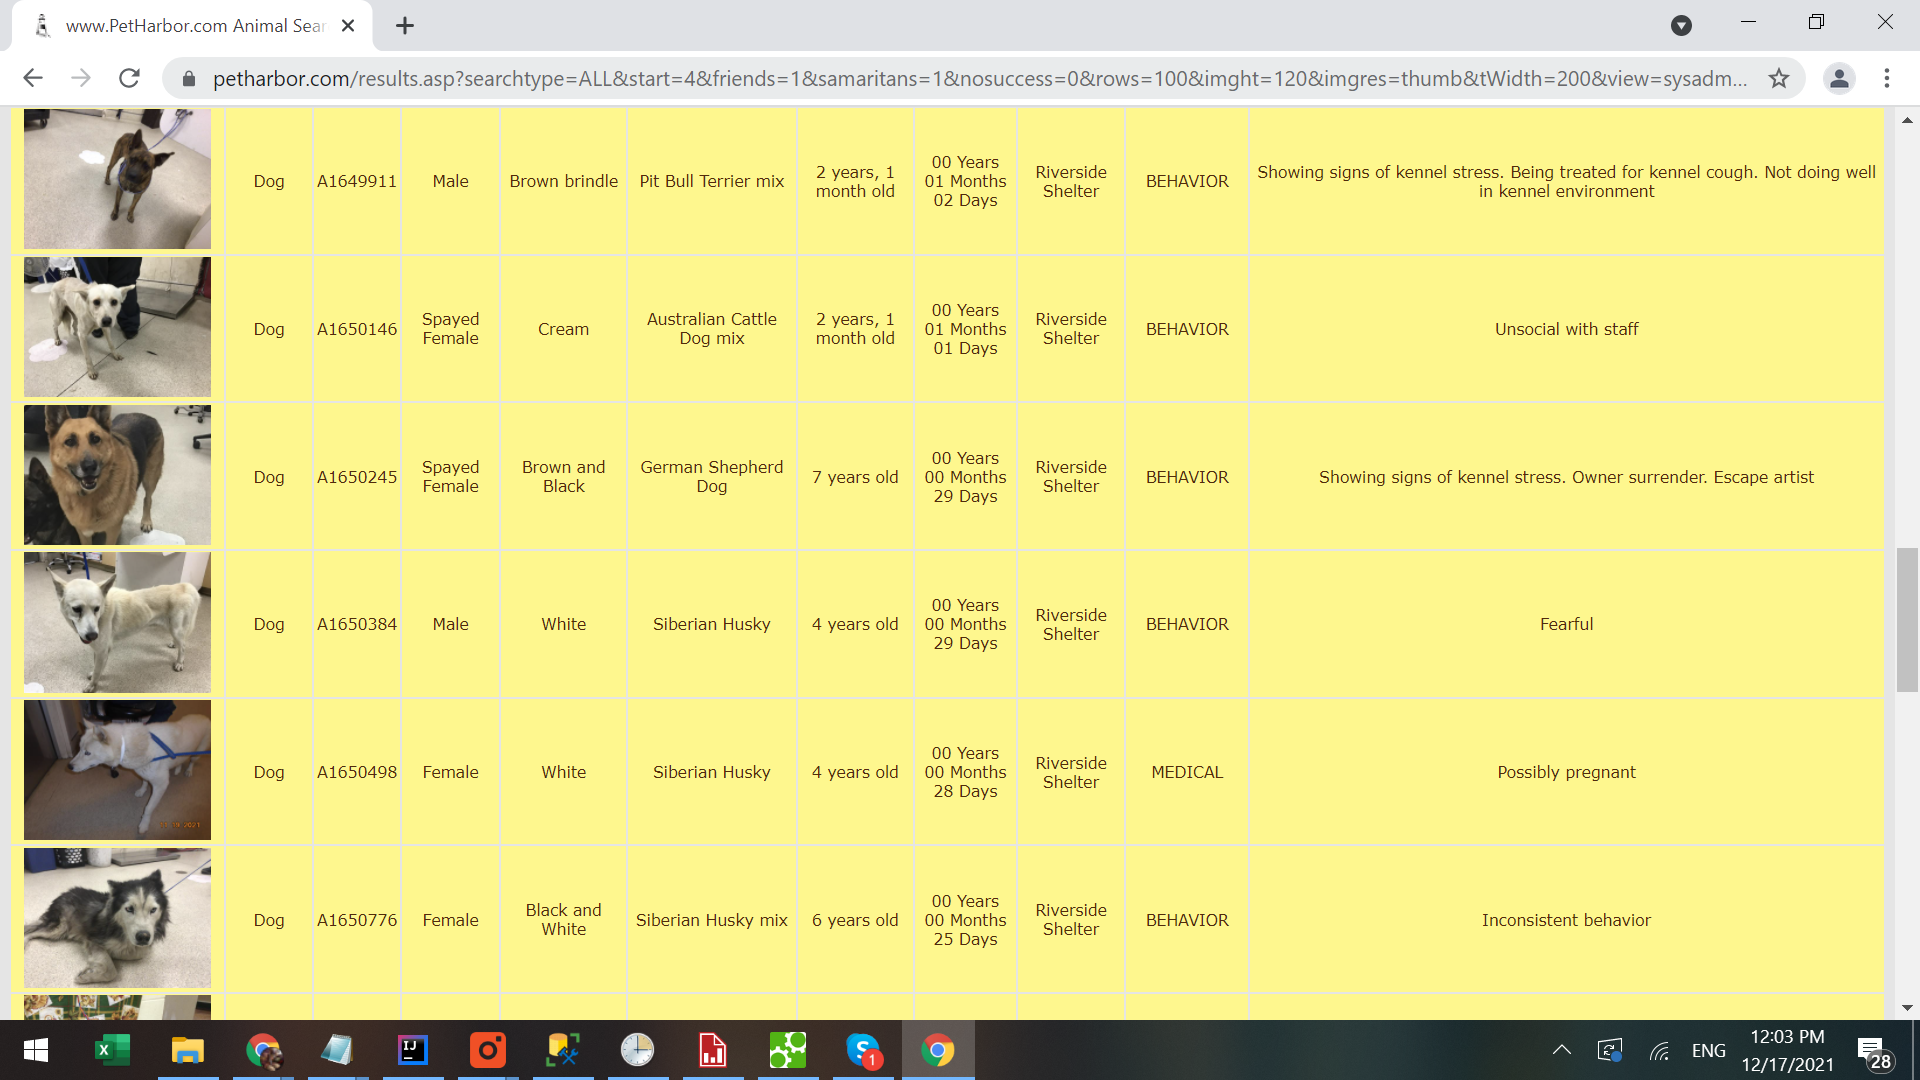 www.PetHarbor.com Animal Sear
petharbor.com/results.asp?searchtype=ALL&start=4&friends=1&samaritans=1&nosuccess=0&rows=100&imght=120&imgres=thumb&tWidth=200&view=sysadm...
Dog
A1649911
Male
Brown brindle
Pit Bull Terrier mix
2 years, 1
month old
00 Years
01 Months
02 Days
Riverside
Shelter
BEHAVIOR
Showing signs of kennel stress. Being treated for kennel cough. Not doing well
in kennel environment
Dog
A1650146
Spayed
Female
Cream
Australian Cattle
Dog mix
2 years, 1
month old
00 Years
01 Months
01 Days
Riverside
Shelter
BEHAVIOR
Unsocial with staff
Dog
A1650245
Spayed
Female
Brown and
Black
German Shepherd
Dog
7 years old
00 Years
00 Months
29 Days
Riverside
Shelter
BEHAVIOR
Showing signs of kennel stress. Owner surrender. Escape artist
Dog
A1650384
Male
White
Siberian Husky
4 years old
00 Years
00 Months
29 Days
Riverside
Shelter
BEHAVIOR
Fearful
Dog
A1650498
Female
White
Siberian Husky
4 years old
00 Years
00 Months
28 Days
Riverside
Shelter
MEDICAL
Possibly pregnant
Dog
A1650776
Female
Black and
White
Siberian Husky mix
6 years old
00 Years
00 Months
25 Days
Riverside
Shelter
BEHAVIOR
Inconsistent behavior
IJ
S
1
ENG
12:03 PM
12/17/2021
28